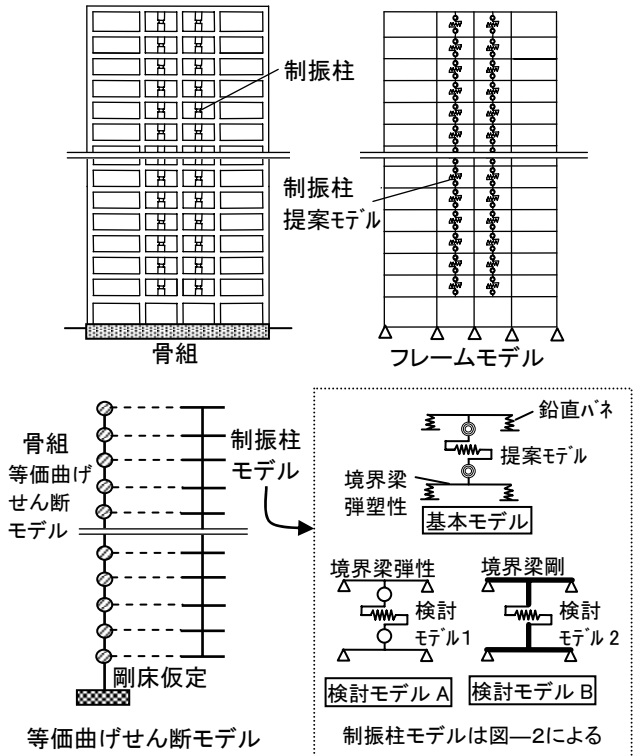 制振柱
制振柱
提案モデル
骨組
フレームモデル
骨組
等価曲げ
せん断
モデル
制振柱
モデル
剛床仮定
等価曲げせん断モデル
鉛直バネ
提案モデル
境界梁
弾塑性
基本モデル
境界梁弾性
検討
モデル1
検討モデル A
境界梁剛
検討
モデル 2
検討モデル B
制振柱モデルは図―2による